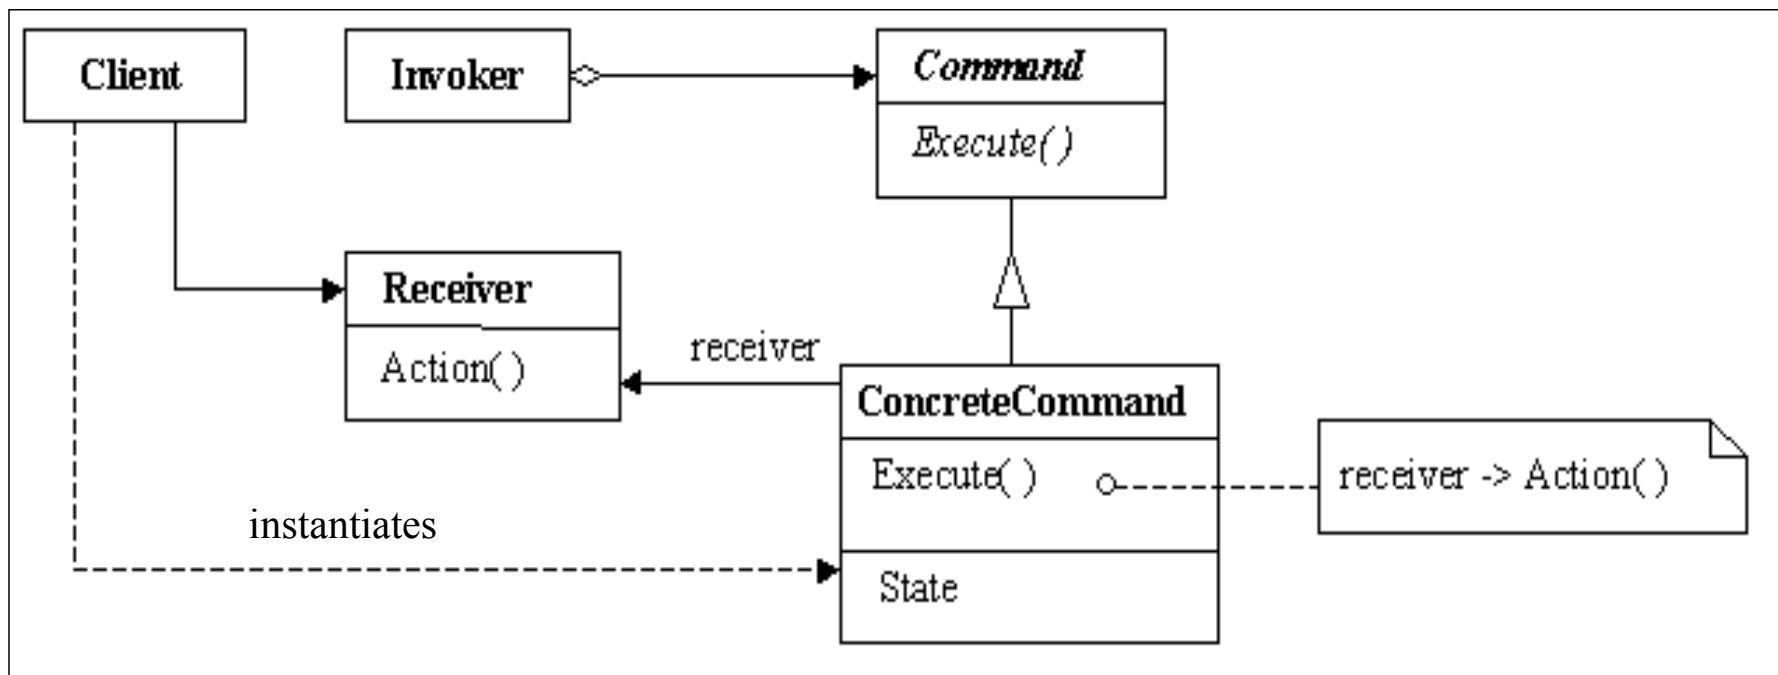 Client
Invoker
Command
Execute()
Receiver
Action()
receiver
ConcreteCommand
Execute()
receiver -> Action()
instantiates
State